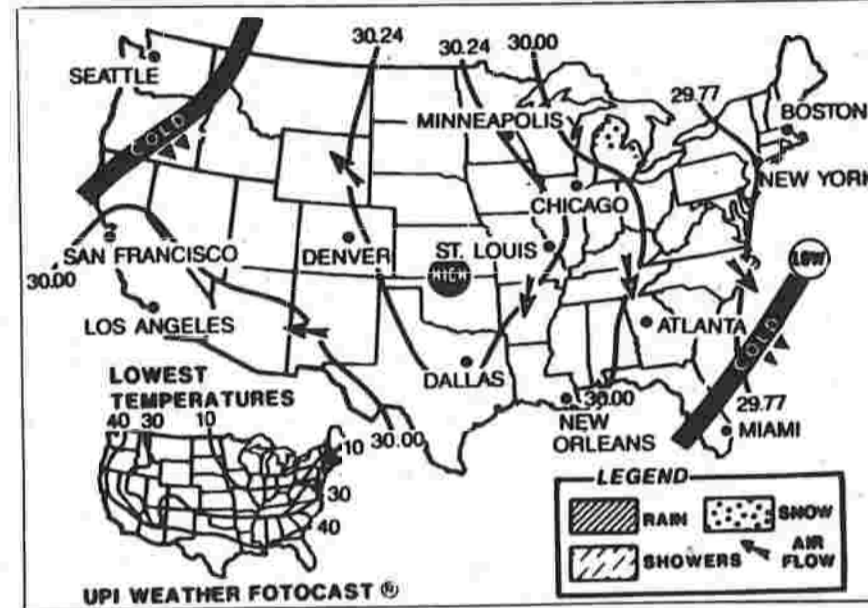 30.24 30.24 30.00
SEATTLE
29.77
COLD
MINNEAPOLIS
BOSTON
NEW YORK
CHICAGO
SAN FRANCISCO
DENVER
ST. LOUIS
LOW
30.00
HIGH
LOS ANGELES
ATLANTA
COLD
DALLAS
LOWEST
TEMPERATURES
40 30 10
30.00
30.00
29.77
NEW
ORLEANS
MIAMI
10
30
40
LEGEND
RAIN SNOW
SHOWERS AIR
FLOW
UPI WEATHER FOTOCAST ®